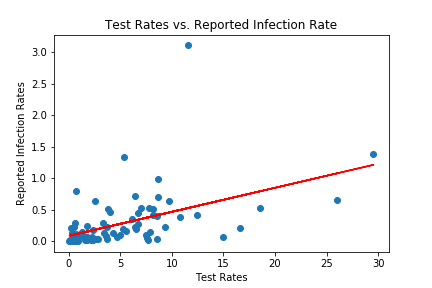 Test Rates vs. Reported Infection Rate
3.0
2.5
2.0
1.5
1.0
0.5
0.0
Reported Infection Rates
0 5 10 15 20 25 30
Test Rates